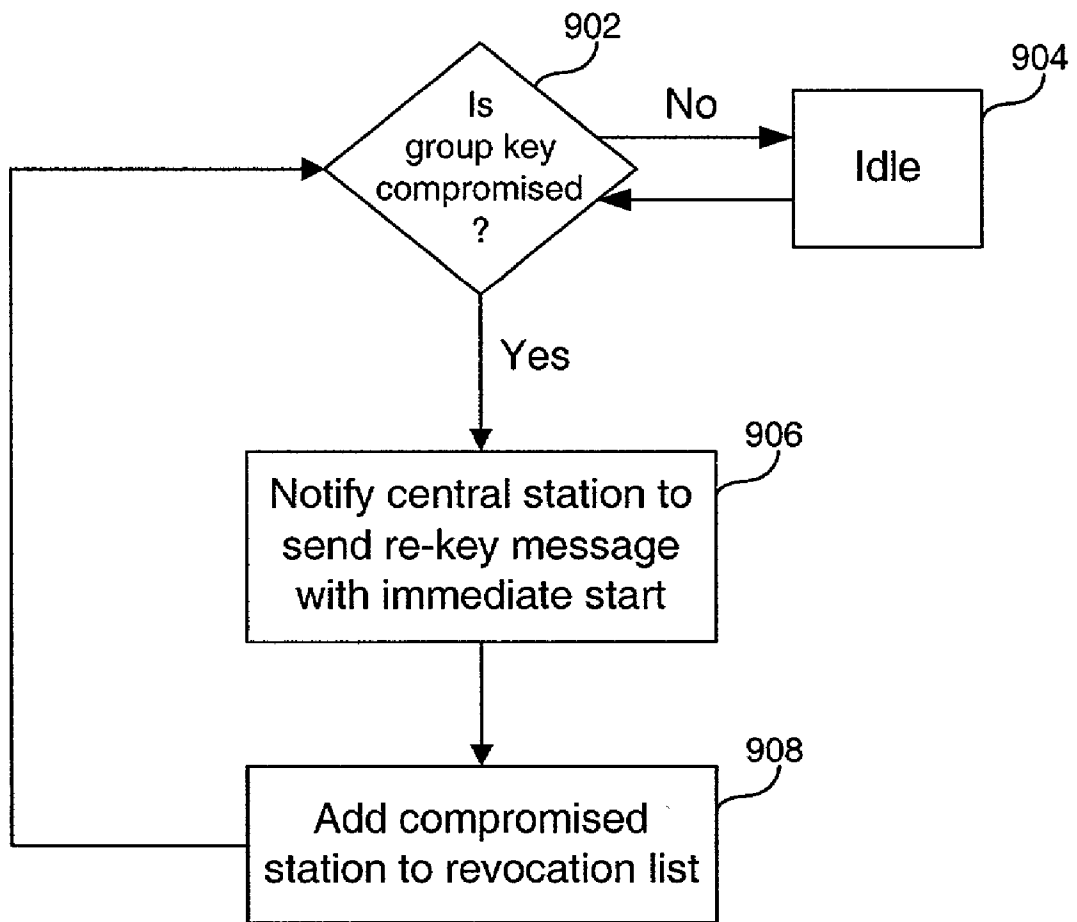 902
904
Is
group key
compromised
?
No
Idle
Yes
906
Notify central station to
send re-key message
with immediate start
908
Add compromised
station to revocation list